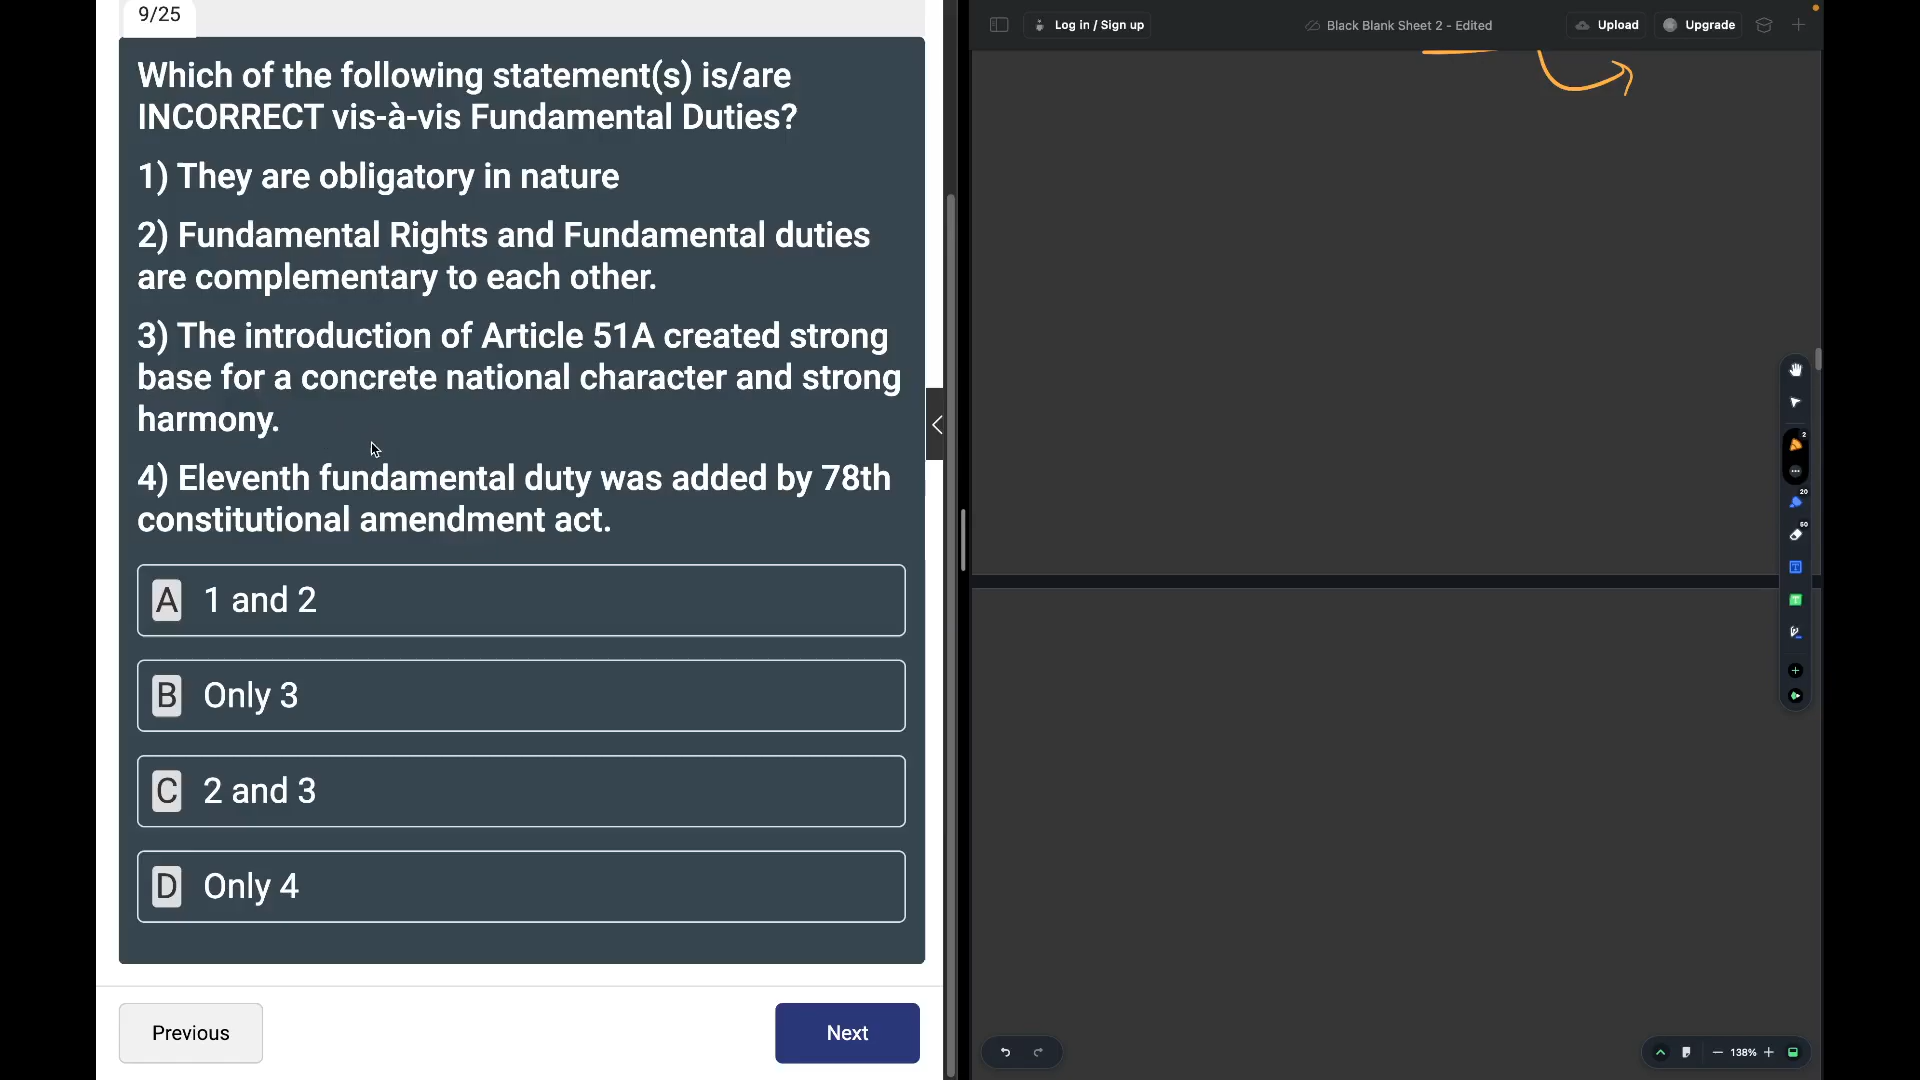 9/25
Log in / Sign up
Black Blank Sheet 2 - Edited
Upload
Upgrade
Which of the following statement(s) is/are
INCORRECT vis-à-vis Fundamental Duties?
1) They are obligatory in nature
2) Fundamental Rights and Fundamental duties
are complementary to each other.
3) The introduction of Article 51A created strong
base for a concrete national character and strong
harmony.
4) Eleventh fundamental duty was added by 78th
constitutional amendment act.
A 1 and 2
B Only 3
C 2 and 3
D Only 4
Previous
Next
2
20
50
138%